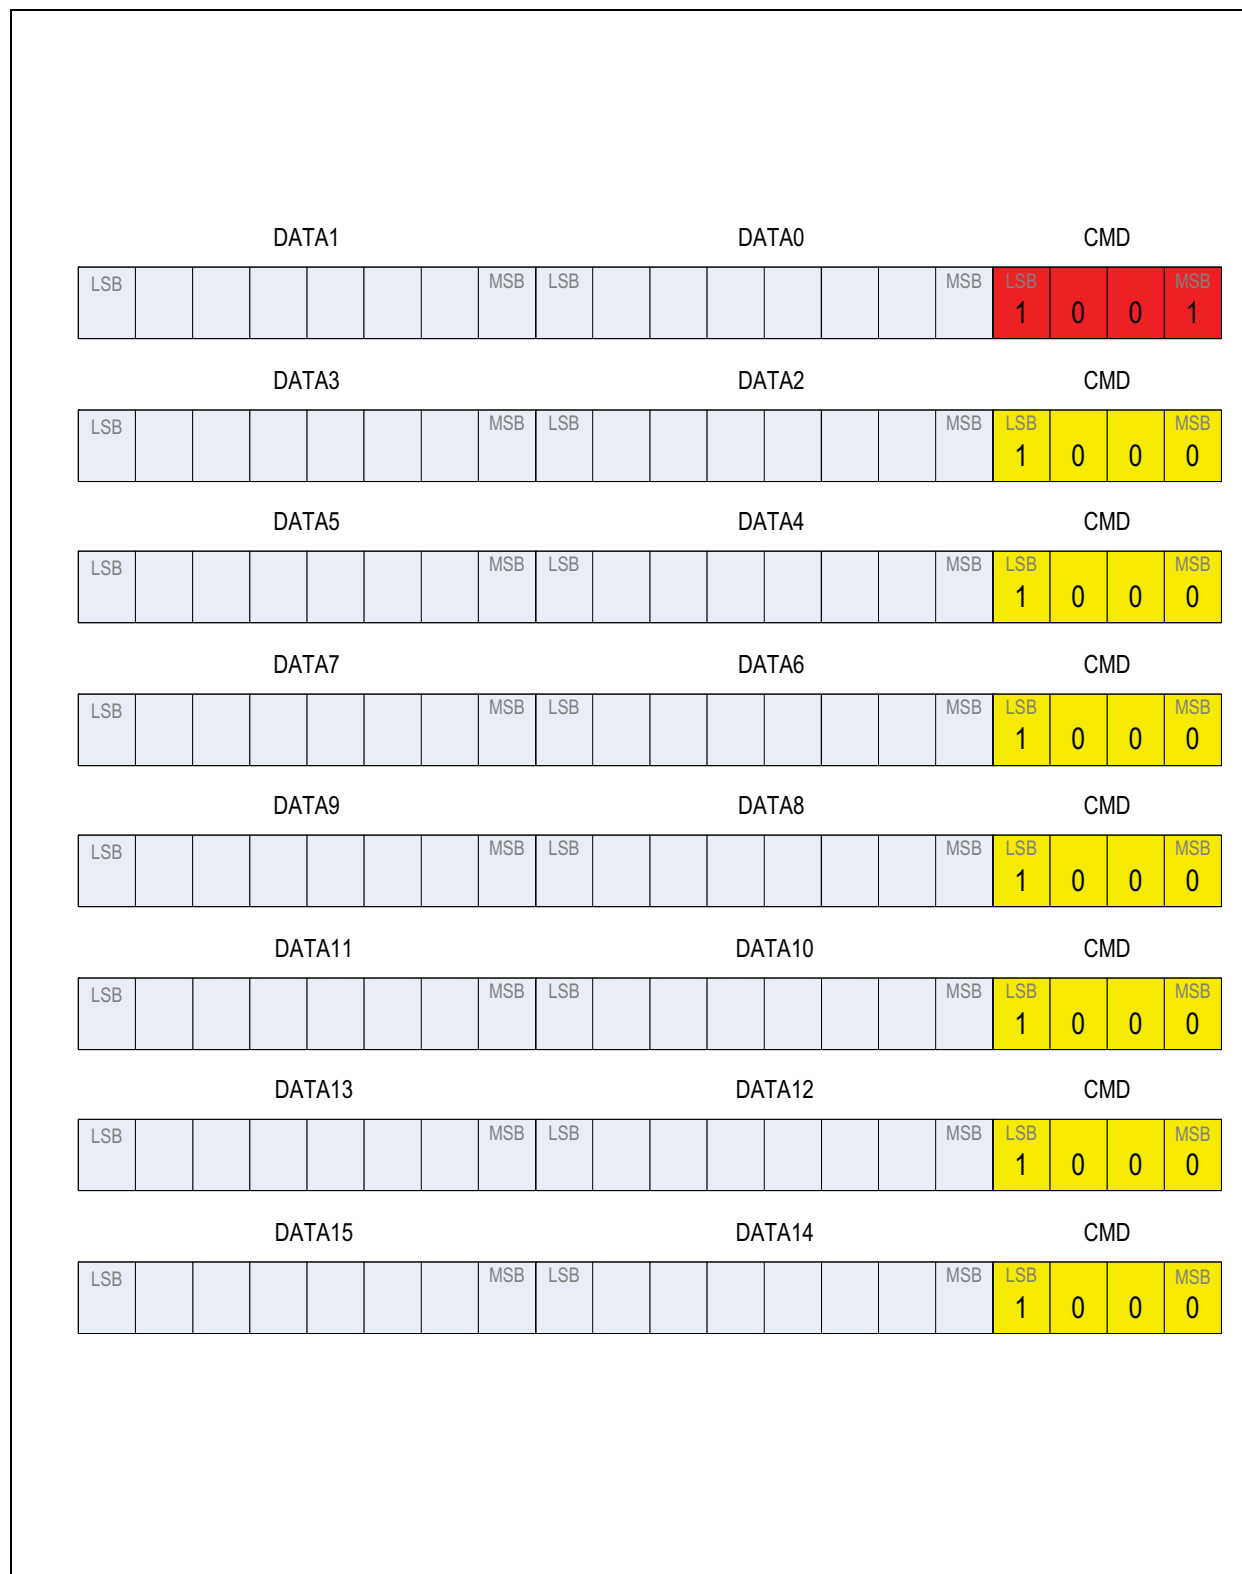 DATA1 DATA0 CMD
LSB MSB LSB MSB LSB MSB
1 0 0 1
DATA3 DATA2 CMD
LSB MSB LSB MSB LSB MSB
1 0 0 0
DATA5 DATA4 CMD
LSB MSB LSB MSB LSB MSB
1 0 0 0
DATA7 DATA6 CMD
LSB MSB LSB MSB LSB MSB
1 0 0 0
DATA9 DATA8 CMD
LSB MSB LSB MSB LSB MSB
1 0 0 0
DATA11 DATA10 CMD
LSB MSB LSB MSB LSB MSB
1 0 0 0
DATA13 DATA12 CMD
LSB MSB LSB MSB LSB MSB
1 0 0 0
DATA15 DATA14 CMD
LSB MSB LSB MSB LSB MSB
1 0 0 0